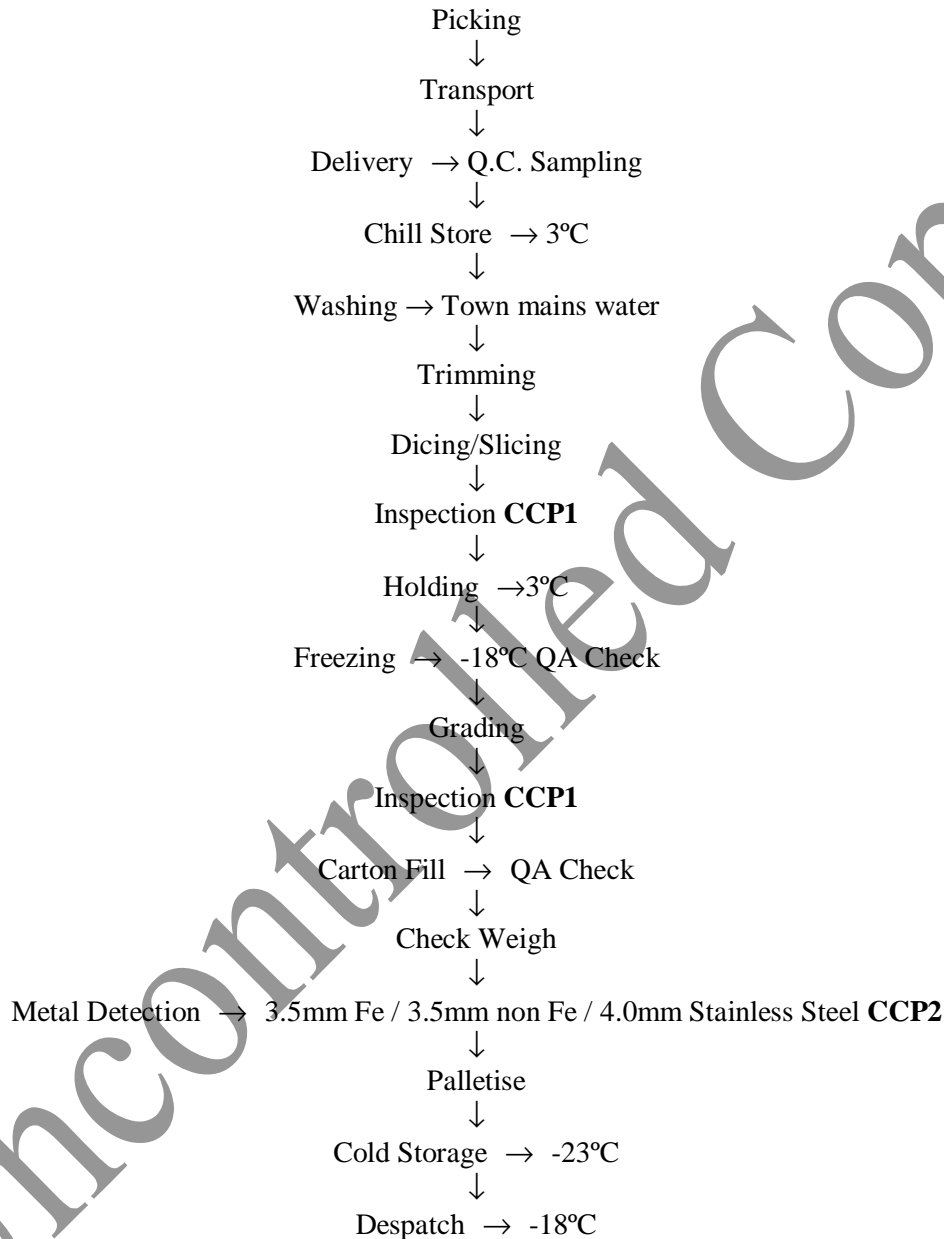 Picking
↓
Transport
↓
Delivery → Q.C. Sampling
↓
Chill Store → 3ºC
↓
Washing → Town mains water
↓
Trimming
↓
Dicing/Slicing
↓
Inspection CCP1
↓
Holding →3ºC
↓
Freezing → -18ºC QA Check
↓
Grading
↓
Inspection CCP1
↓
Carton Fill → QA Check
↓
Check Weigh
↓
Metal Detection → 3.5mm Fe / 3.5mm non Fe / 4.0mm Stainless Steel CCP2
↓
Palletise
↓
Cold Storage → -23ºC
↓
Despatch → -18ºC